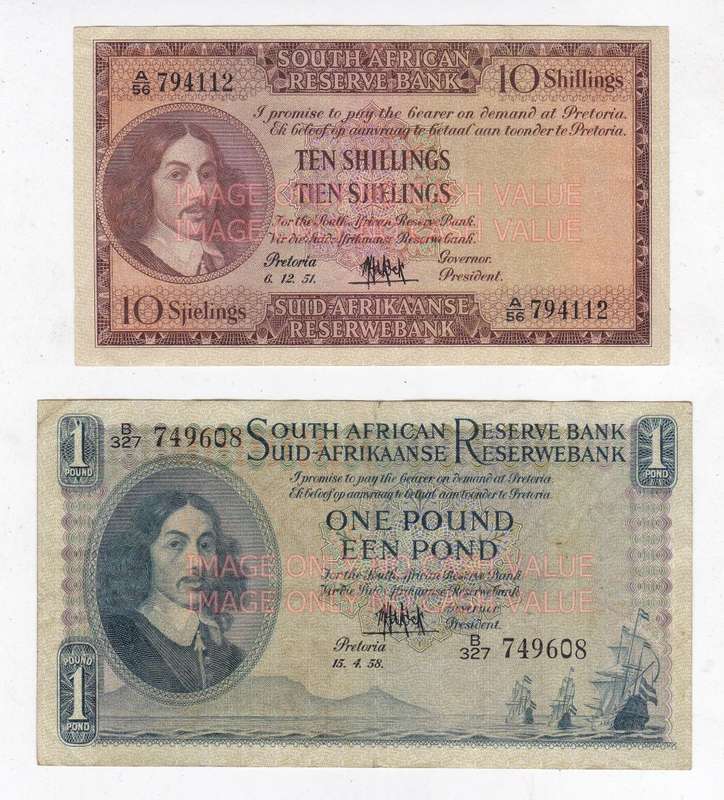 SOUTH AFRICAN
RESERVE BANK
A/56 794112
10 Shillings
I promise to pay the bearer on demand at Pretoria.
Ek beloof op aanvraag te betaal aan toonder te Pretoria.
TEN SHILLINGS
TIEN SJIELINGS
IMAGE ONLY NO CASH VALUE
IMAGE ONLY NO CASH VALUE
For the South African Reserve Bank.
Vir die Suid-Afrikaanse Reserwebank.
Pretoria
6.12.51.
Governor.
President.
10 Sjielings
SUID-AFRIKAANSE
RESERWEBANK
A/56 794112
1
POUND
B/327 749608
SOUTH AFRICAN RESERVE BANK
SUID-AFRIKAANSE RESERWEBANK
1
POUND
I promise to pay the bearer on demand at Pretoria
Ek beloof op aanvraag te betaal aan toonder te Pretoria
ONE POUND
EEN POND
IMAGE ONLY NO CASH VALUE
IMAGE ONLY NO CASH VALUE
For the South African Reserve Bank
Vir die Suid-Afrikaanse Reserwebank
Governor
President.
Pretoria
15.4.58.
B/327 749608
POUND
1
POND